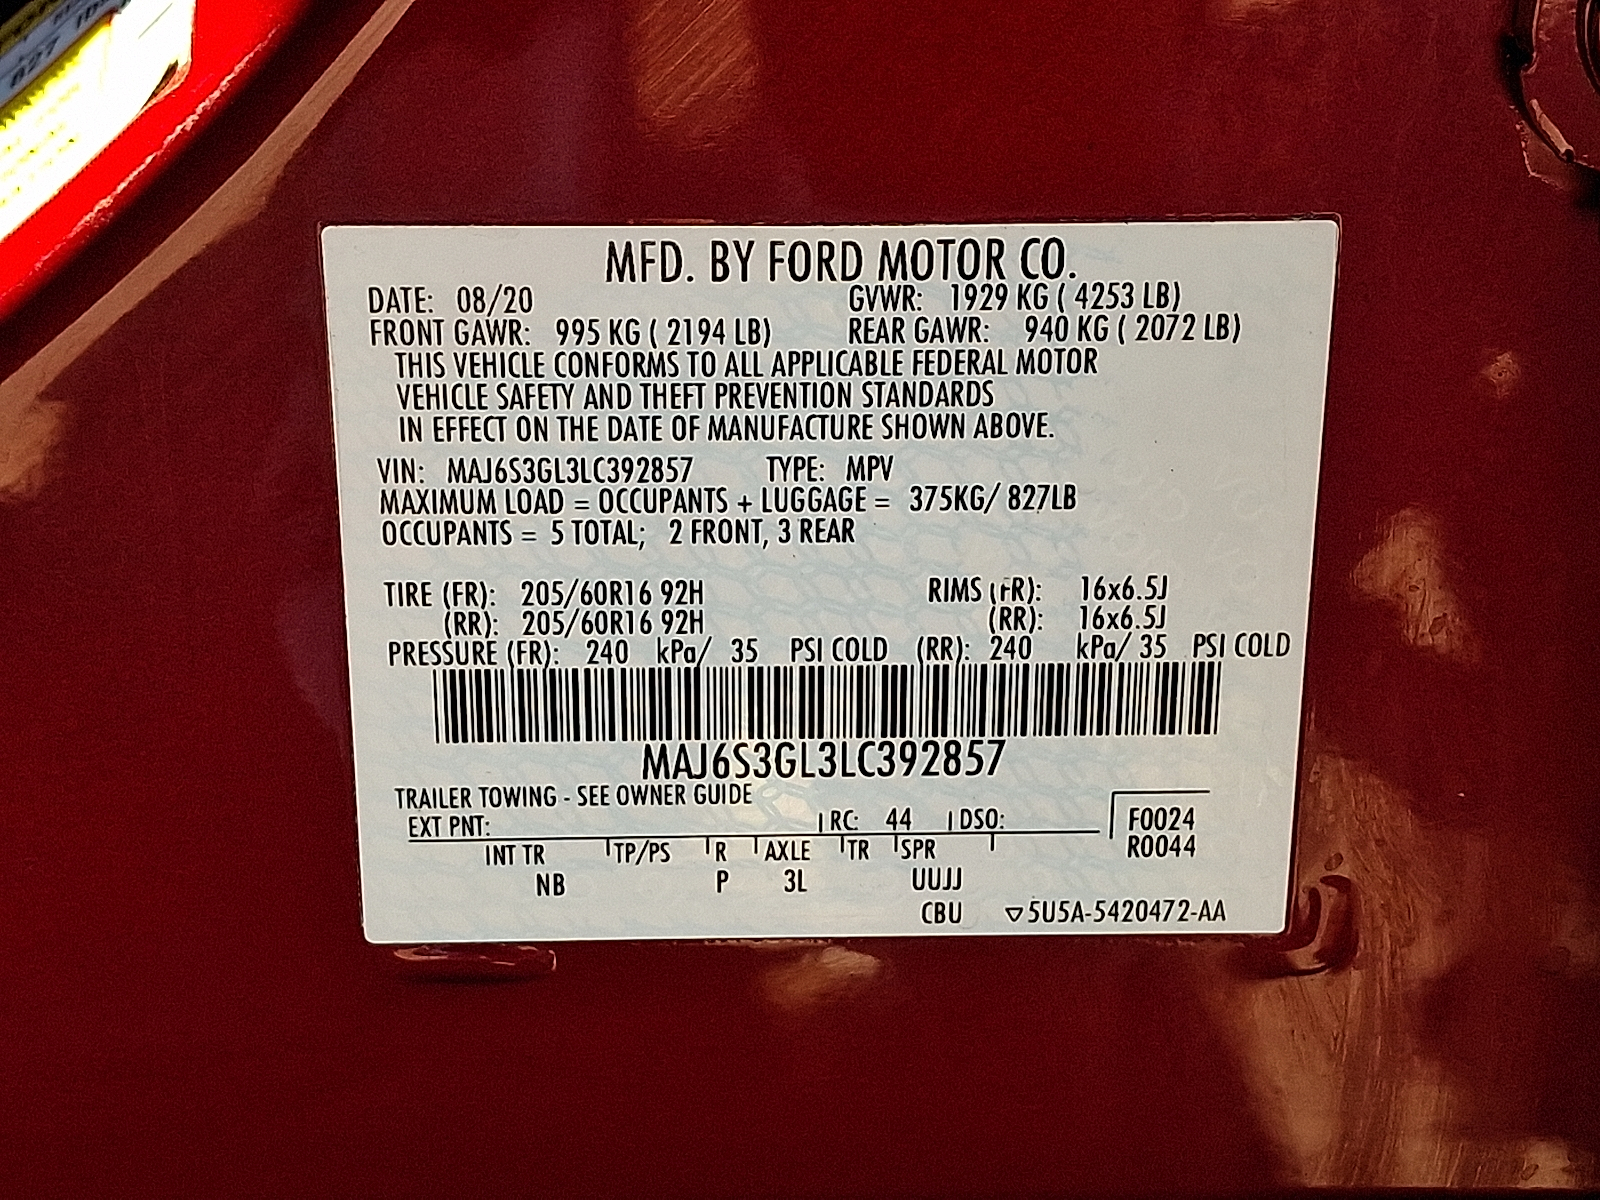 827
MFD. BY FORD MOTOR CO.
DATE: 08/20 GVWR: 1929 KG ( 4253 LB)
FRONT GAWR: 995 KG ( 2194 LB) REAR GAWR: 940 KG ( 2072 LB)
THIS VEHICLE CONFORMS TO ALL APPLICABLE FEDERAL MOTOR
VEHICLE SAFETY AND THEFT PREVENTION STANDARDS
IN EFFECT ON THE DATE OF MANUFACTURE SHOWN ABOVE.
VIN: MAJ6S3GL3LC392857 TYPE: MPV
MAXIMUM LOAD = OCCUPANTS + LUGGAGE = 375KG/ 827LB
OCCUPANTS = 5 TOTAL; 2 FRONT, 3 REAR
TIRE (FR): 205/60R16 92H RIMS (FR): 16x6.5J
(RR): 205/60R16 92H (RR): 16x6.5J
PRESSURE (FR): 240 kPa/ 35 PSI COLD (RR): 240 kPa/ 35 PSI COLD
MAJ6S3GL3LC392857
TRAILER TOWING - SEE OWNER GUIDE
EXT PNT: RC: 44 DSO: F0024
INT TR TP/PS R AXLE TR SPR R0044
NB P 3L UUJJ
CBU ▽5U5A-5420472-AA